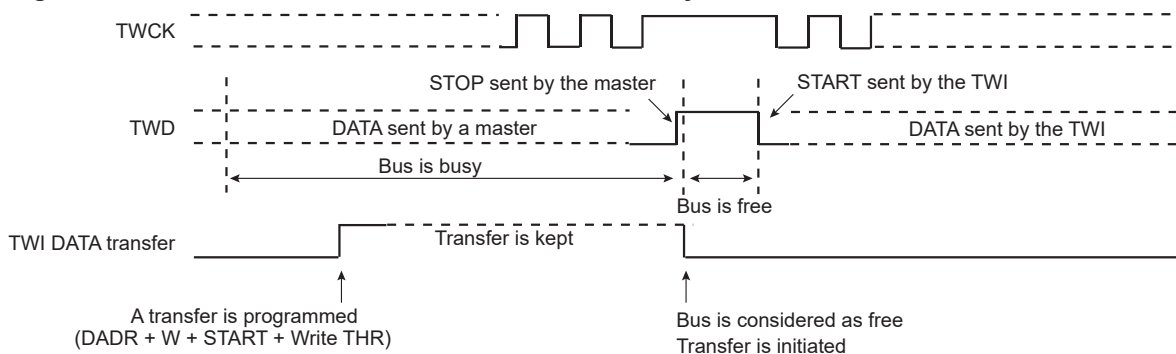 TWCK
STOP sent by the master
START sent by the TWI
TWD
DATA sent by a master
DATA sent by the TWI
Bus is busy
Bus is free
TWI DATA transfer
Transfer is kept
A transfer is programmed
(DADR + W + START + Write THR)
Bus is considered as free
Transfer is initiated